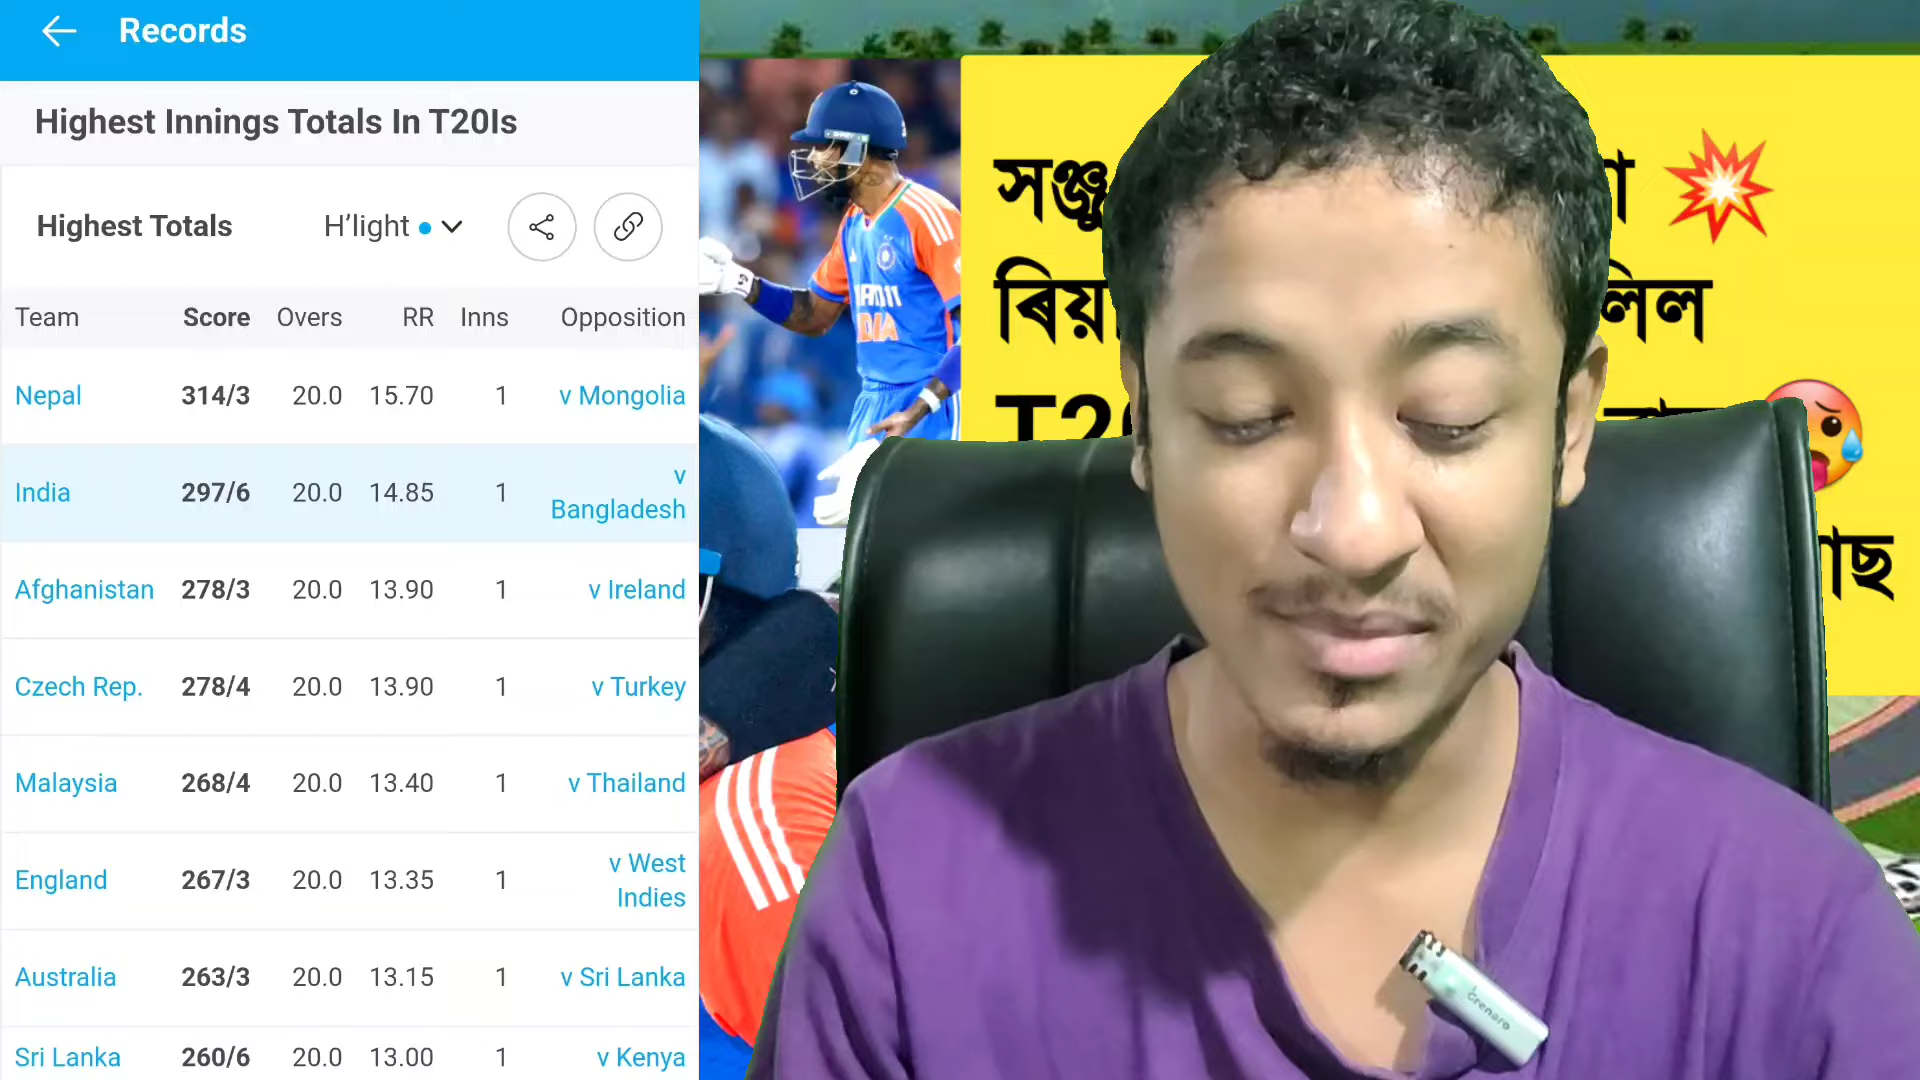 Records
Highest Innings Totals In T20Is
Highest Totals H’light
Team Score Overs RR Inns Opposition
Nepal 314/3 20.0 15.70 1 v Mongolia
India 297/6 20.0 14.85 1 v Bangladesh
Afghanistan 278/3 20.0 13.90 1 v Ireland
Czech Rep. 278/4 20.0 13.90 1 v Turkey
Malaysia 268/4 20.0 13.40 1 v Thailand
England 267/3 20.0 13.35 1 v West Indies
Australia 263/3 20.0 13.15 1 v Sri Lanka
Sri Lanka 260/6 20.0 13.00 1 v Kenya
INDIA
Grenaro